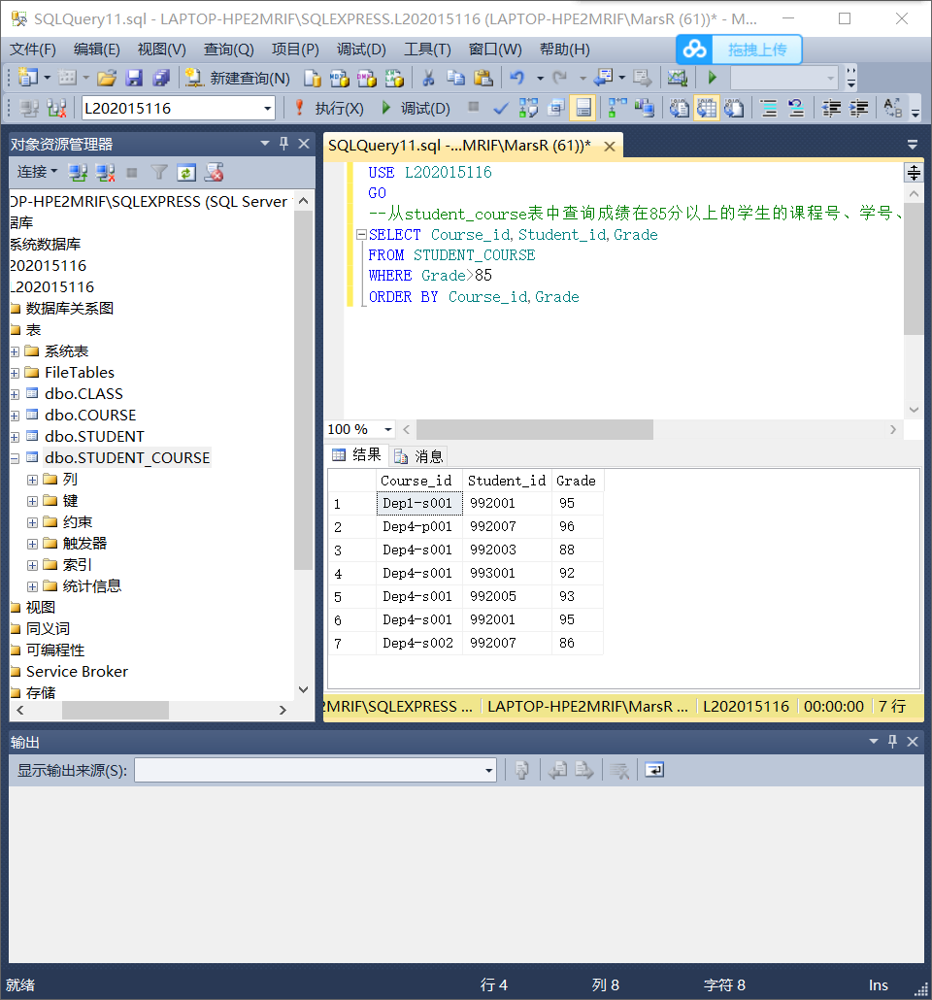 SQLQuery11.sql - LAPTOP-HPE2MRIF\SQLEXPRESS.L202015116 (LAPTOP-HPE2MRIF\MarsR (61))* - M...
文件(F) 编辑(E) 视图(V) 查询(Q) 项目(P) 调试(D) 工具(T) 窗口(W) 帮助(H)
拖拽上传
新建查询(N)
L202015116 执行(X) 调试(D)
对象资源管理器
连接
OP-HPE2MRIF\SQLEXPRESS (SQL Server
据库
系统数据库
202015116
L202015116
数据库关系图
表
系统表
FileTables
dbo.CLASS
dbo.COURSE
dbo.STUDENT
dbo.STUDENT_COURSE
列
键
约束
触发器
索引
统计信息
视图
同义词
可编程性
Service Broker
存储
SQLQuery11.sql -...MRIF\MarsR (61))*
USE L202015116
GO
--从student_course表中查询成绩在85分以上的学生的课程号、学号、
SELECT Course_id,Student_id,Grade
FROM STUDENT_COURSE
WHERE Grade>85
ORDER BY Course_id,Grade
100 %
结果 消息
Course_id Student_id Grade
1 Dep1-s001 992001 95
2 Dep4-p001 992007 96
3 Dep4-s001 992003 88
4 Dep4-s001 993001 92
5 Dep4-s001 992005 93
6 Dep4-s001 992001 95
7 Dep4-s002 992007 86
2MRIF\SQLEXPRESS ... LAPTOP-HPE2MRIF\MarsR ... L202015116 00:00:00 7 行
输出
显示输出来源(S):
就绪 行 4 列 8 字符 8 Ins